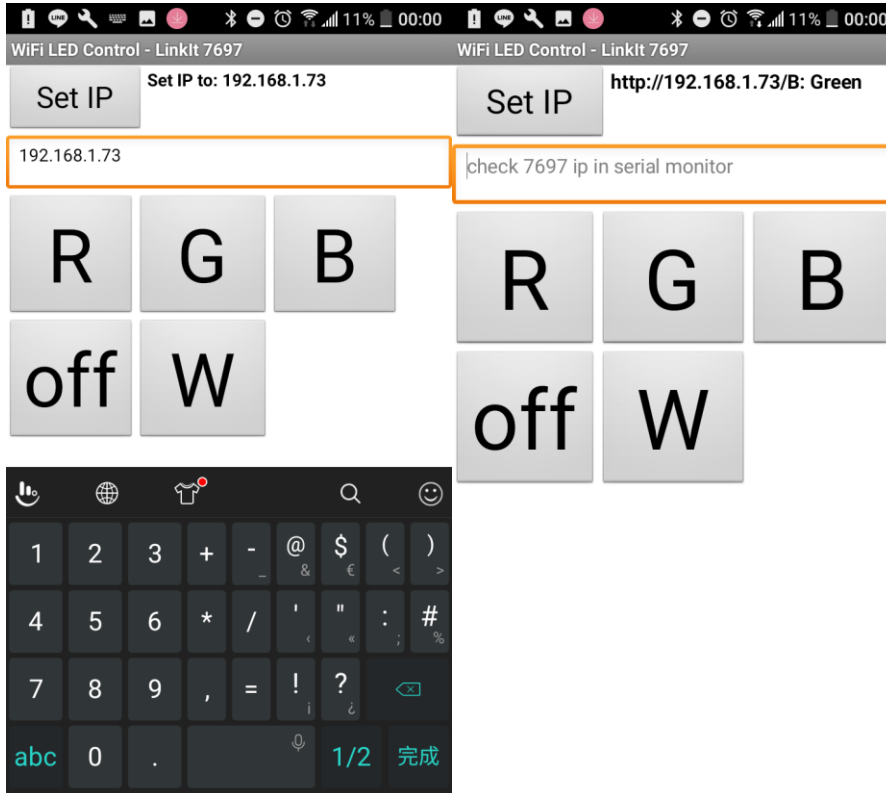 LINE 11% 00:00
WiFi LED Control - LinkIt 7697
Set IP
Set IP to: 192.168.1.73
192.168.1.73
R G B
off W
1 2 3 + - _ @ & $ € ( < ) >
4 5 6 * / ' ‹ " « : ; # %
7 8 9 , = ! ¡ ? ¿
abc 0 . 1/2 完成
LINE 11% 00:00
WiFi LED Control - LinkIt 7697
Set IP
http://192.168.1.73/B: Green
check 7697 ip in serial monitor
R G B
off W